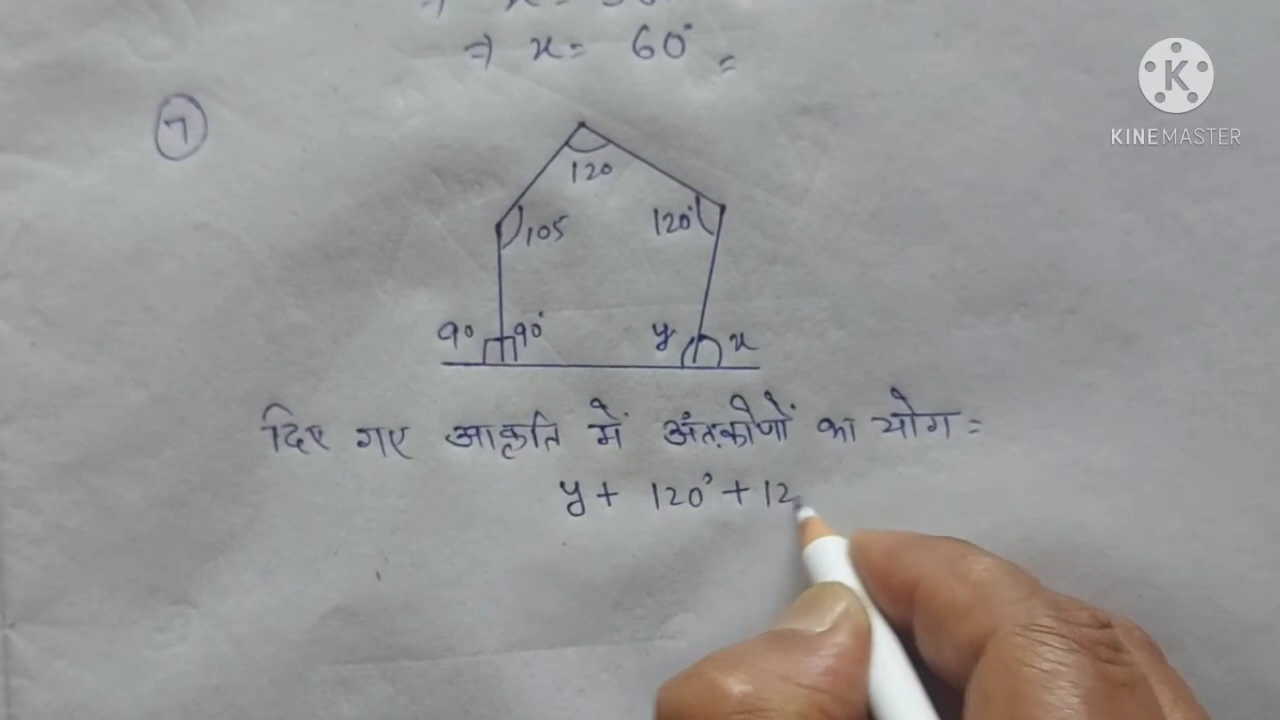 ⇒ x = 60°
KINEMASTER
7
120
105
120°
90 90° y x
दिए गए आकृति में अंतःकोणों का योग =
y + 120° + 12